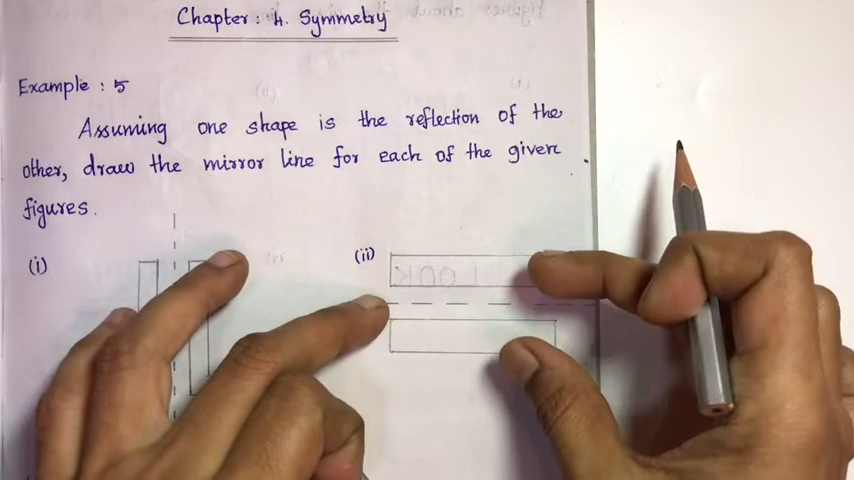 Chapter : 4. Symmetry
Example : 5
Assuming one shape is the reflection of the
other, draw the mirror line for each of the given
figures.
(i)
(ii)